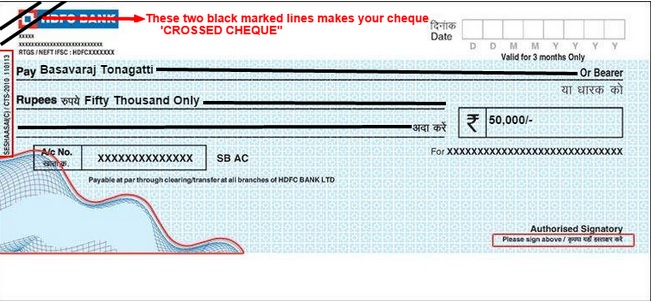 HDFC BANK
These two black marked lines makes your cheque
'CROSSED CHEQUE"
XXXXX
XXXXXXXXXXXXXXXXXXXXXX
RTGS / NEFT IFSC : HDFCXXXXXXX
दिनांक
Date
D D M M Y Y Y Y
Valid for 3 months Only
SESHAASAI(C) / CTS-2010 110113
Pay Basavaraj Tonagatti Or Bearer
या धारक को
Rupees रुपये Fifty Thousand Only
अदा करें ₹ 50,000/-
A/c No. XXXXXXXXXXXXXX SB AC
खाता क्र.
For XXXXXXXXXXXXXXXXXXXXXXXXXXXX
Payable at par through clearing/transfer at all branches of HDFC BANK LTD
Authorised Signatory
Please sign above / कृपया यहाँ हस्ताक्षर करें